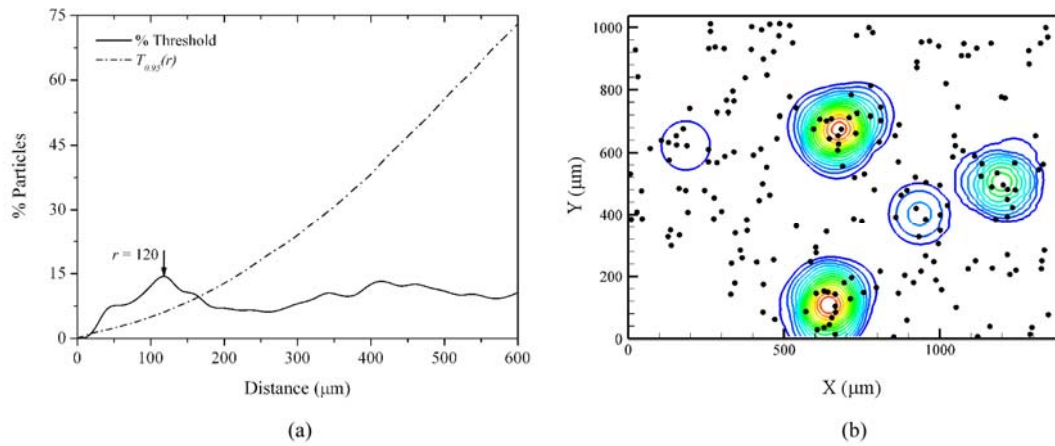 75
60
45
30
15
0
% Particles
% Threshold
T0.95(r)
r = 120
0 100 200 300 400 500 600
Distance (μm)
(a)
(b)
1000
800
600
400
200
0
Y (μm)
0 500 1000
X (μm)